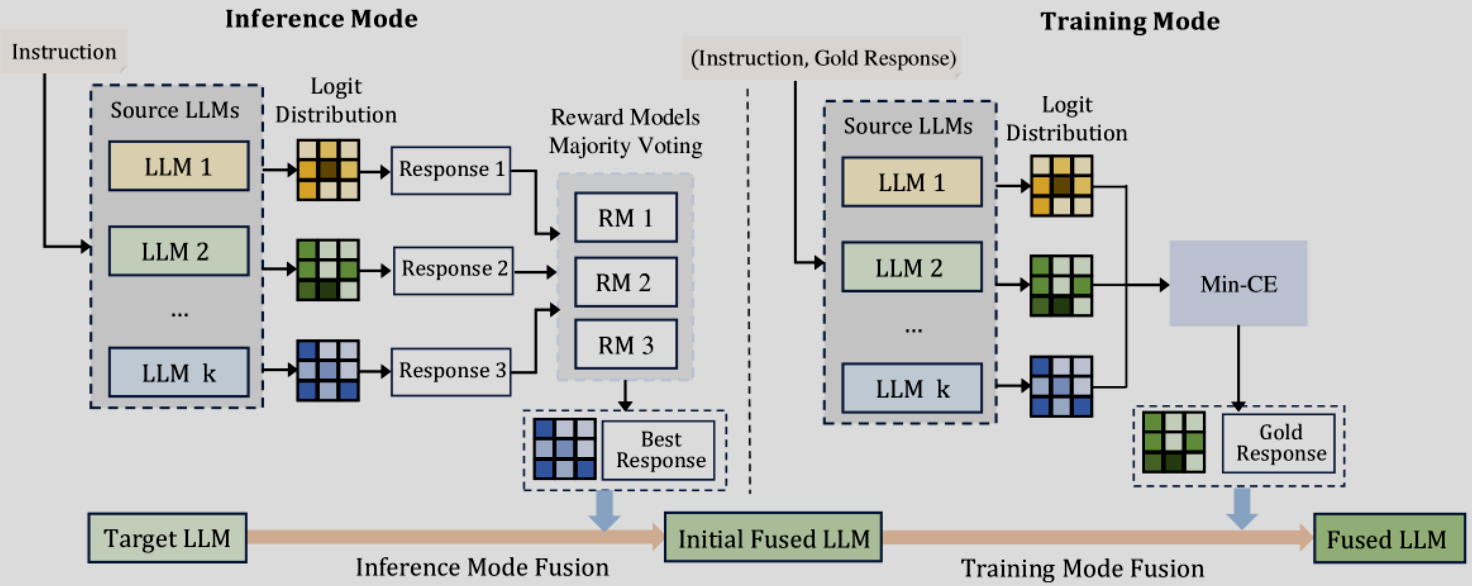 Inference Mode
Instruction
Source LLMs
LLM 1
LLM 2
...
LLM k
Logit
Distribution
Response 1
Response 2
Response 3
Reward Models
Majority Voting
RM 1
RM 2
RM 3
Best
Response
Training Mode
(Instruction, Gold Response)
Source LLMs
LLM 1
LLM 2
...
LLM k
Logit
Distribution
Min-CE
Gold
Response
Target LLM
Inference Mode Fusion
Initial Fused LLM
Training Mode Fusion
Fused LLM